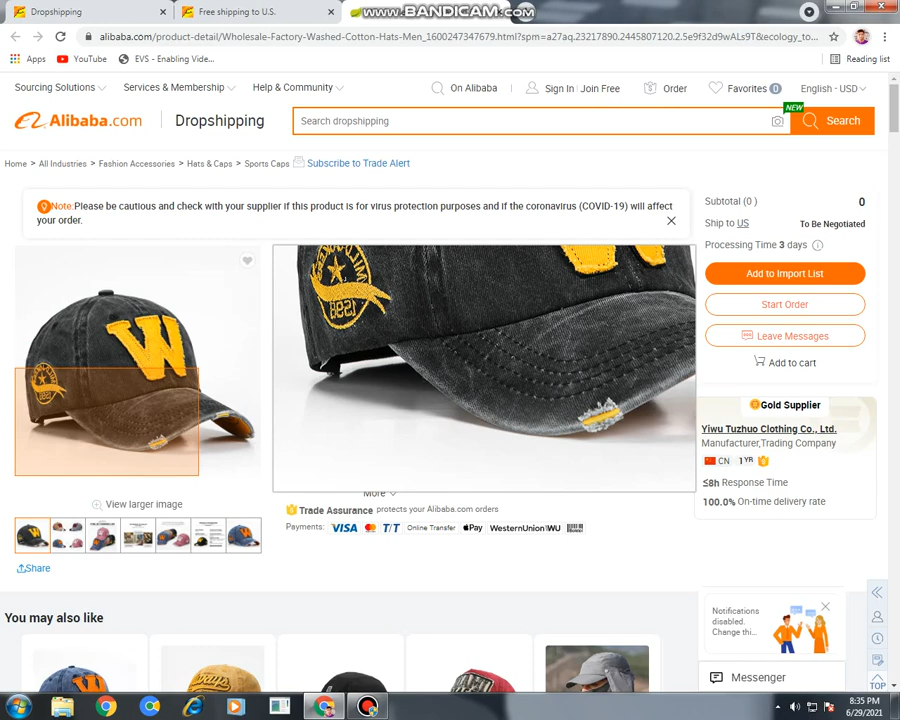 Dropshipping
Free shipping to U.S.
www.BANDICAM.com
alibaba.com/product-detail/Wholesale-Factory-Washed-Cotton-Hats-Men_1600247347679.html?spm=a27aq.23217890.2445807120.2.5e9f32d9wALs9T&ecology_to...
Apps
YouTube
EVS - Enabling Vide...
Reading list
Sourcing Solutions
Services & Membership
Help & Community
On Alibaba
Sign In
Join Free
Order
Favorites 0
English - USD
Alibaba.com
Dropshipping
Search dropshipping
NEW
Search
Home > All Industries > Fashion Accessories > Hats & Caps > Sports Caps
Subscribe to Trade Alert
Note:Please be cautious and check with your supplier if this product is for virus protection purposes and if the coronavirus (COVID-19) will affect
your order.
Subtotal (0 )
0
Ship to US
To Be Negotiated
Processing Time 3 days
Add to Import List
Start Order
Leave Messages
Add to cart
W
1989
Gold Supplier
Yiwu Tuzhuo Clothing Co., Ltd.
Manufacturer,Trading Company
CN 1YR
≤8h Response Time
100.0% On-time delivery rate
More
View larger image
Trade Assurance protects your Alibaba.com orders
Payments: VISA T/T Online Transfer Pay WesternUnion WU
Share
You may also like
Notifications
disabled.
Change thi...
Messenger
TOP
8:35 PM
6/29/2021